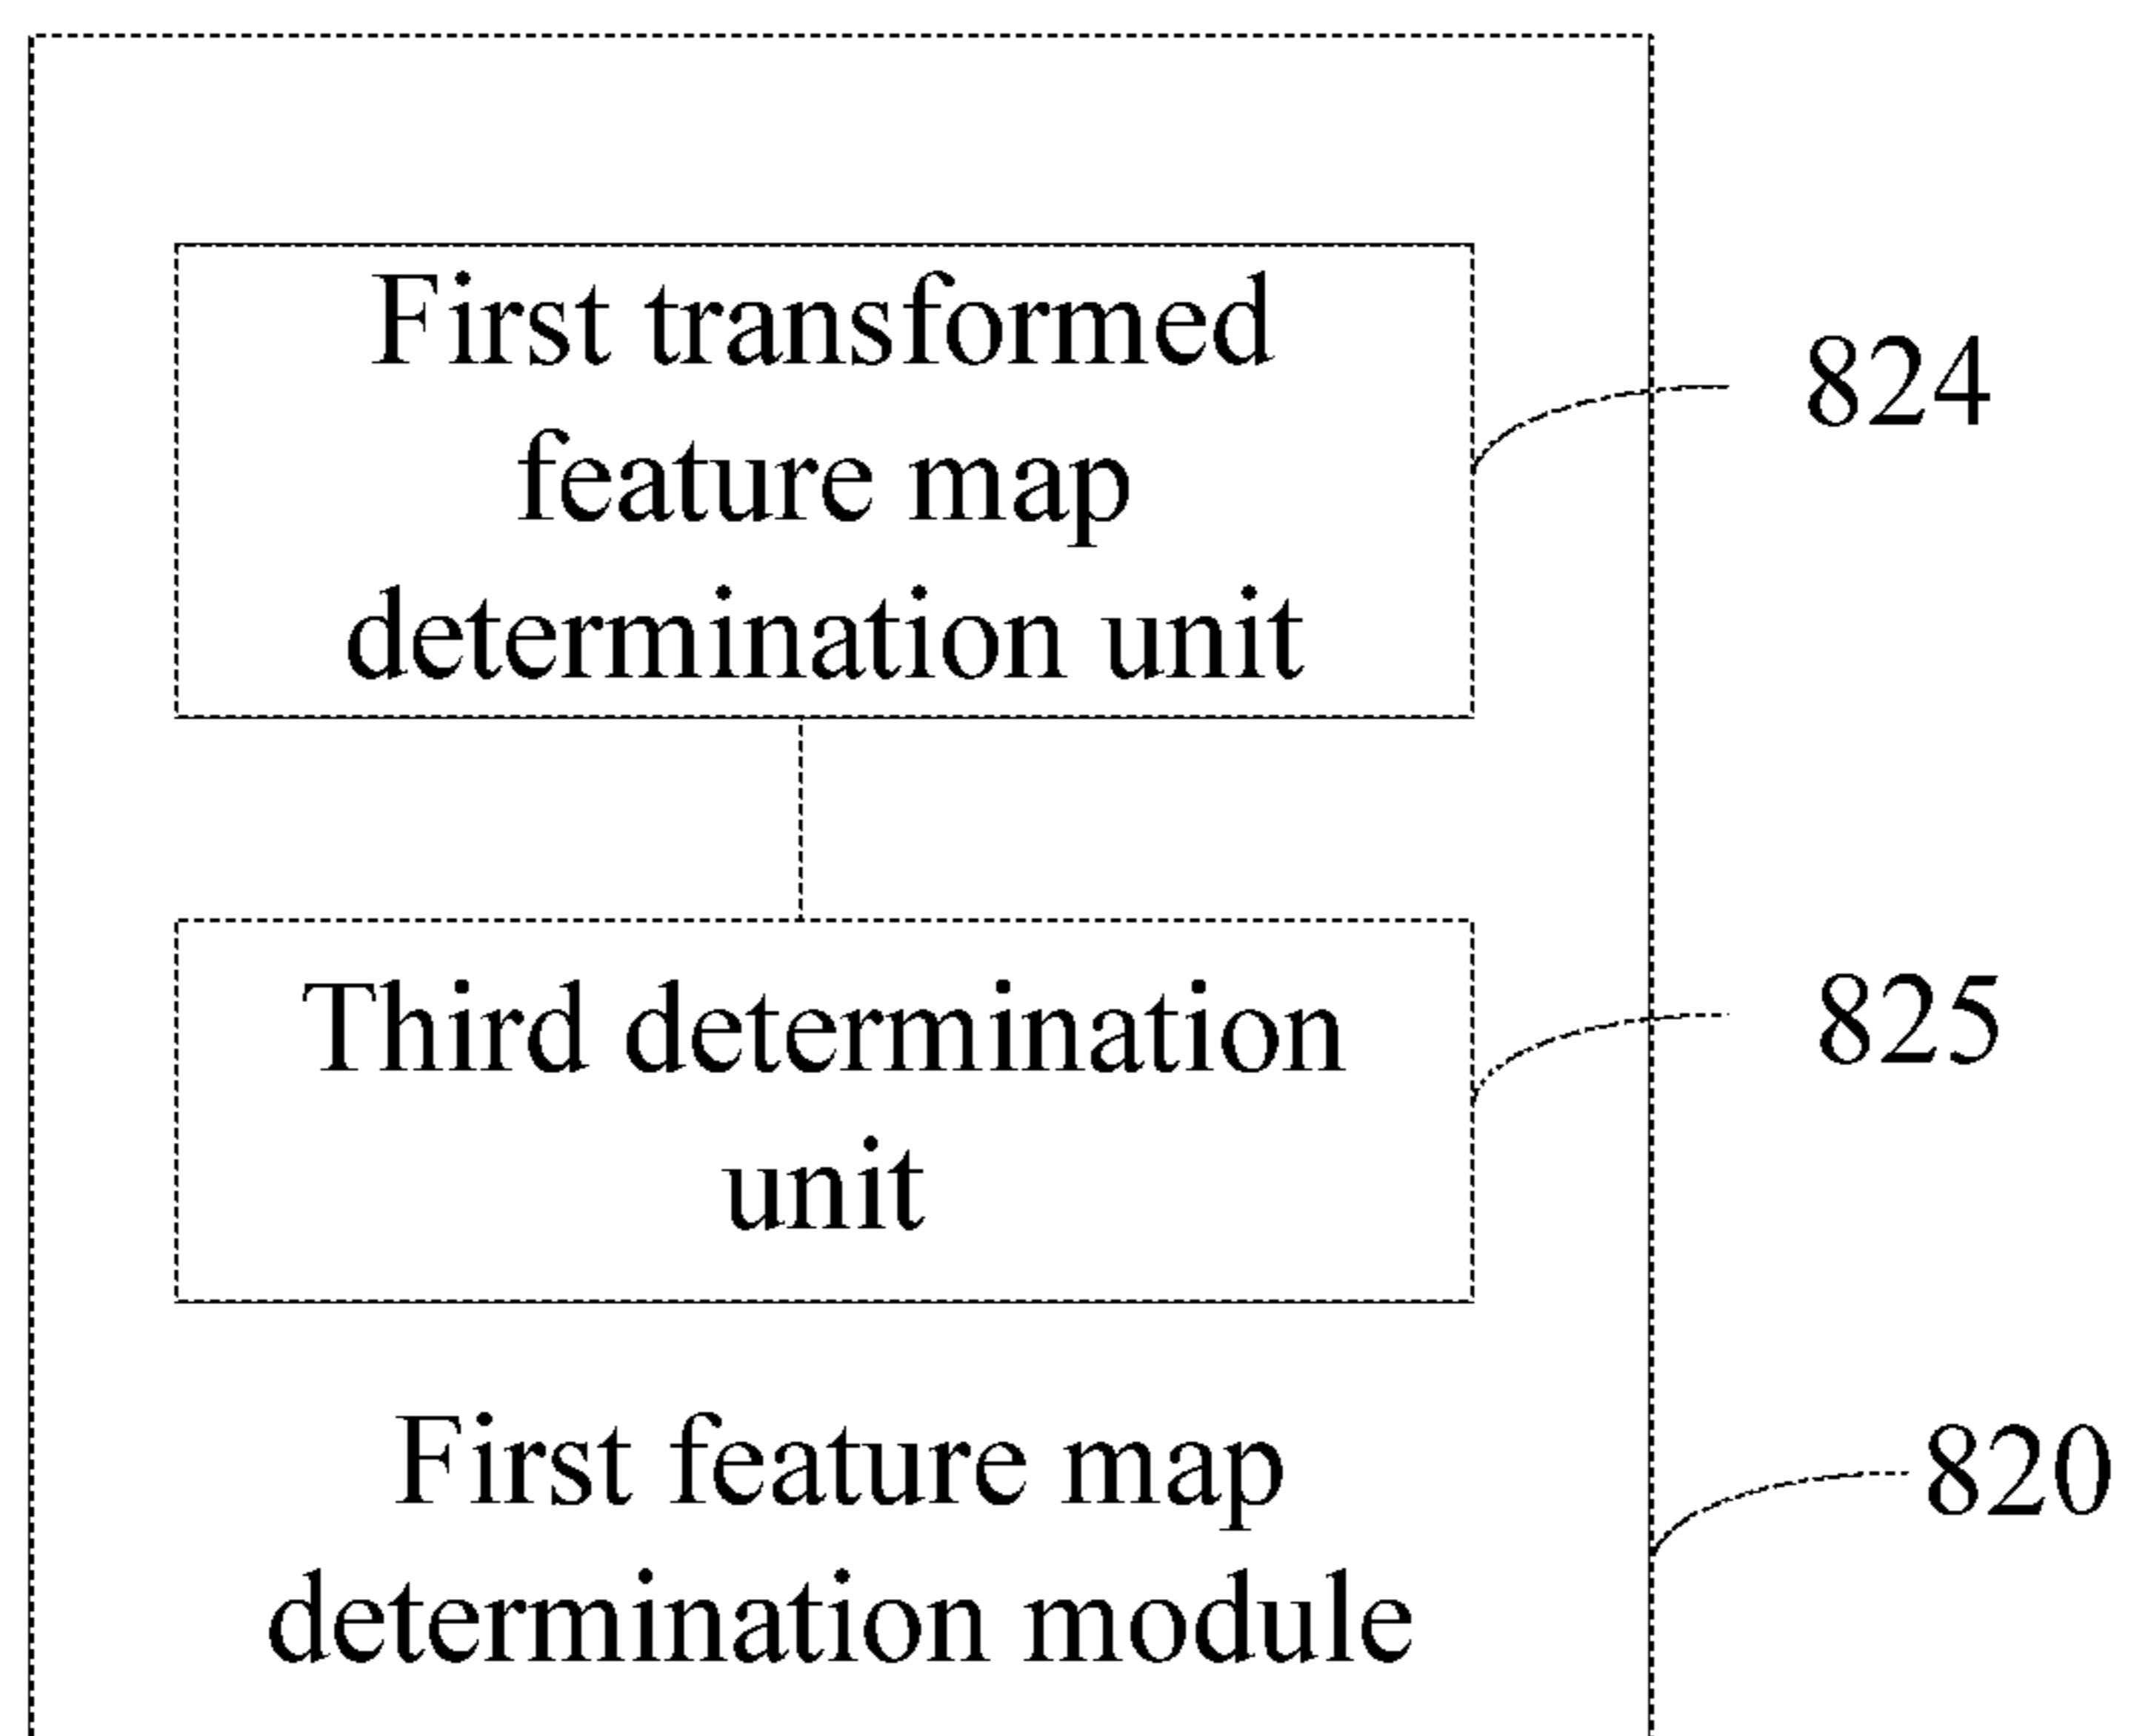 First transformed
feature map
determination unit
824
Third determination
unit
825
First feature map
determination module
820